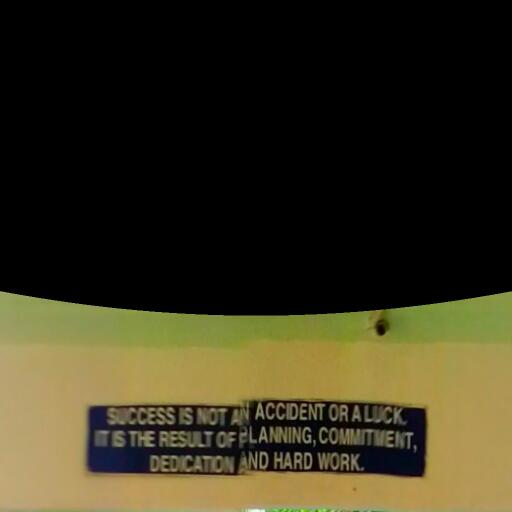 SUCCESS IS NOT AN ACCIDENT OR A LUCK.
IT IS THE RESULT OF PLANNING, COMMITMENT,
DEDICATION AND HARD WORK.